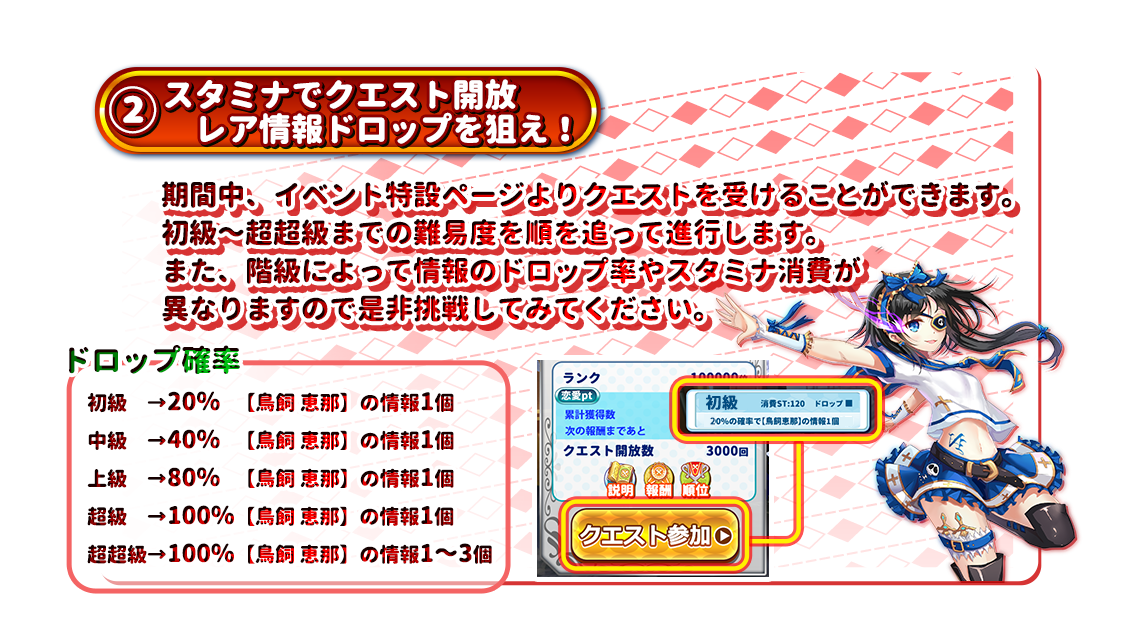 ② スタミナでクエスト開放
レア情報ドロップを狙え！
期間中、イベント特設ページよりクエストを受けることができます。
初級～超超級までの難易度を順を追って進行します。
また、階級によって情報のドロップ率やスタミナ消費が
異なりますので是非挑戦してみてください。
ドロップ確率
初級　→20%　【鳥飼 恵那】の情報1個
中級　→40%　【鳥飼 恵那】の情報1個
上級　→80%　【鳥飼 恵那】の情報1個
超級　→100%【鳥飼 恵那】の情報1個
超超級→100%【鳥飼 恵那】の情報1～3個
ランク
恋愛pt
累計獲得数
次の報酬まであと
クエスト開放数　3000回
説明 報酬 順位
クエスト参加
初級　消費ST:120　ドロップ ■
20%の確率で[鳥飼恵那]の情報1個